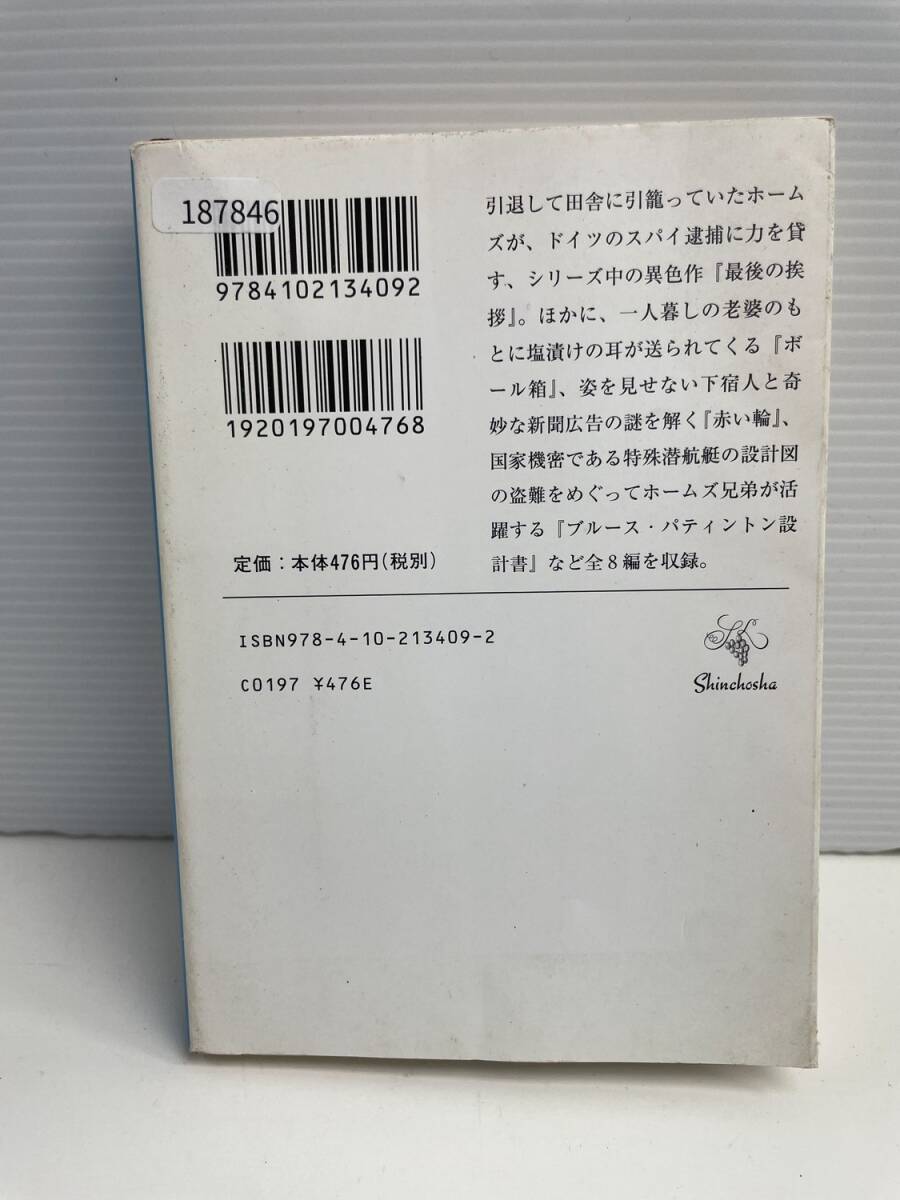 187846
9784102134092
1920197004768
定価：本体476円(税別)
引退して田舎に引籠っていたホーム
ズが、ドイツのスパイ逮捕に力を貸
す、シリーズ中の異色作『最後の挨
拶』。ほかに、一人暮しの老婆のも
とに塩漬けの耳が送られてくる『ボ
ール箱』、姿を見せない下宿人と奇
妙な新聞広告の謎を解く『赤い輪』、
国家機密である特殊潜航艇の設計図
の盗難をめぐってホームズ兄弟が活
躍する『ブルース・パティントン設
計書』など全８編を収録。
ISBN978-4-10-213409-2
C0197 ¥476E
SK
Shinchosha